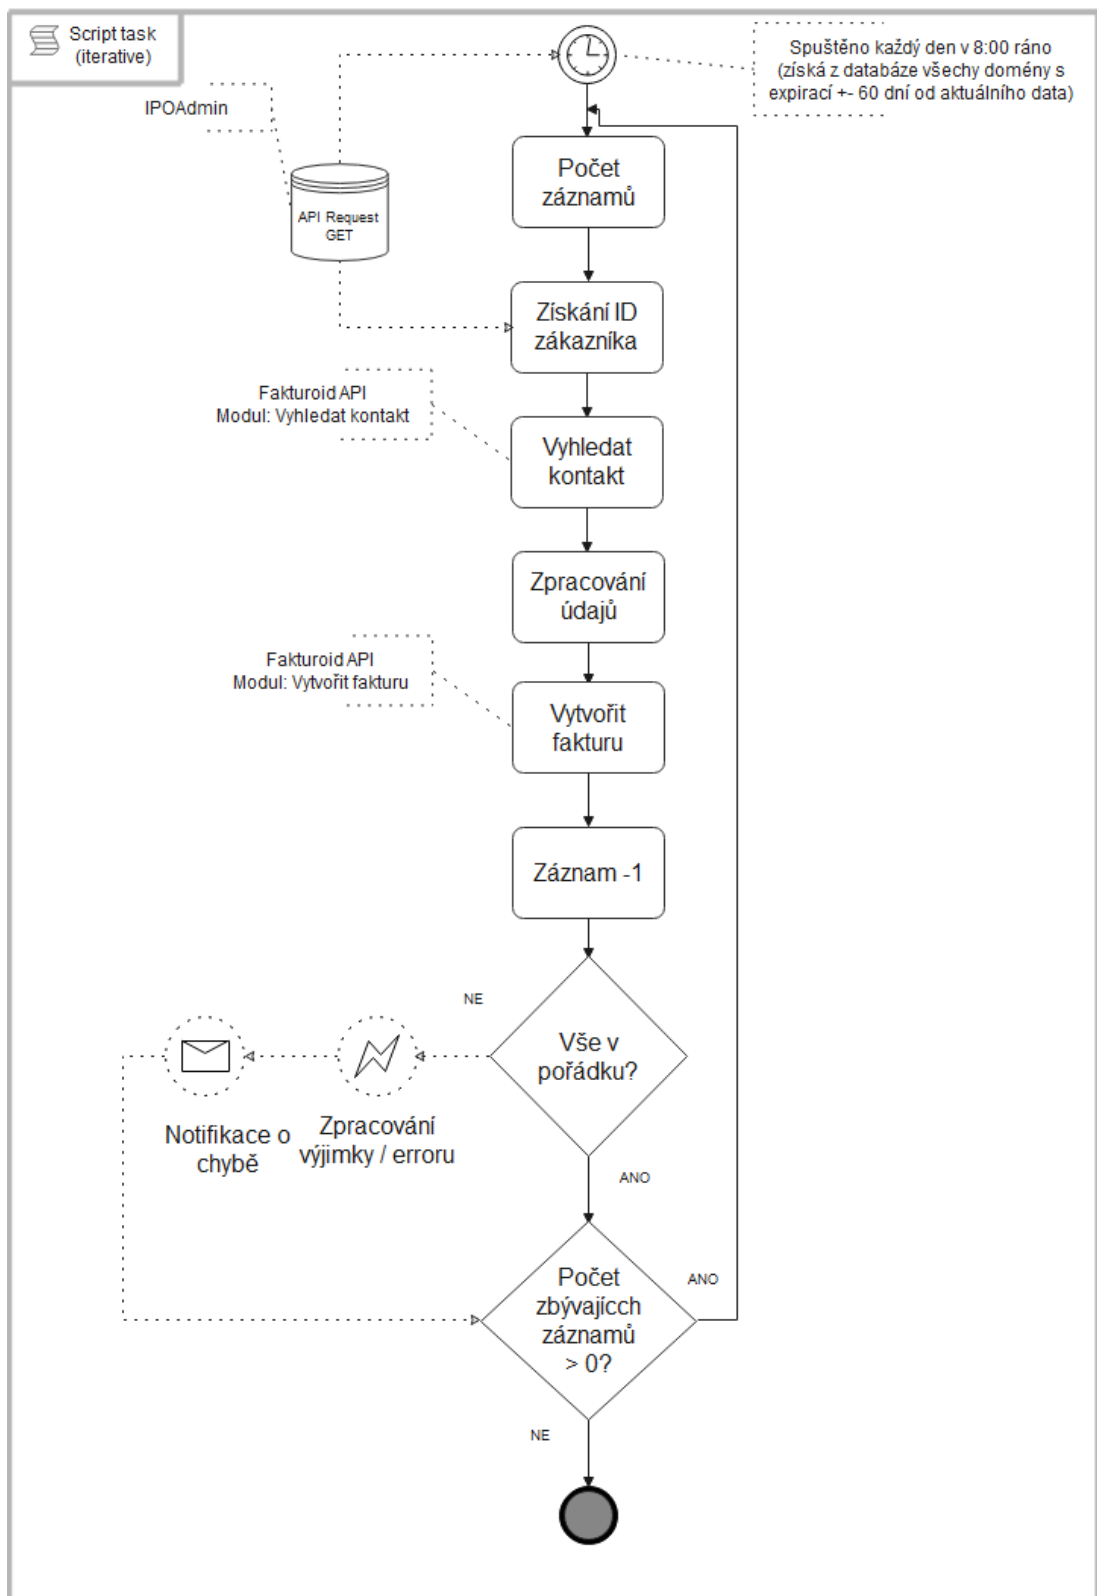 Script task
(iterative)
Spuštěno každý den v 8:00 ráno
(získá z databáze všechy domény s
expirací +- 60 dní od aktuálního data)
IPOAdmin
API Request
GET
Počet
záznamů
Získání ID
zákazníka
Fakturoid API
Modul: Vyhledat kontakt
Vyhledat
kontakt
Zpracování
údajů
Fakturoid API
Modul: Vytvořit fakturu
Vytvořit
fakturu
Záznam -1
NE
Vše v
pořádku?
Notifikace o
chybě
Zpracování
výjimky / erroru
ANO
Počet
zbývajícch
záznamů
> 0?
ANO
NE